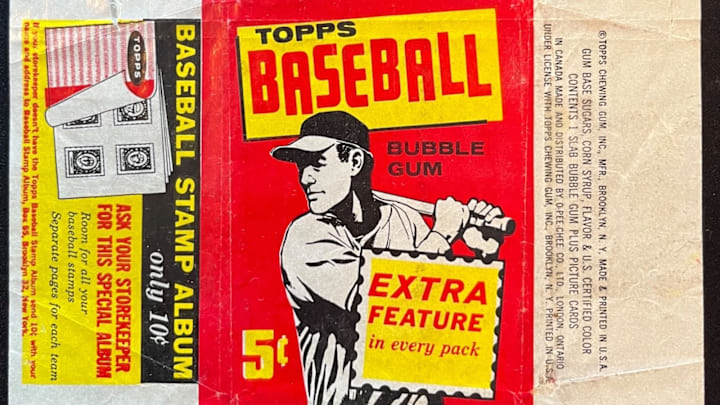 TOPPS
BASEBALL
BUBBLE
GUM
EXTRA
FEATURE
in every pack
5¢
BASEBALL STAMP ALBUM
only 10¢
TOPPS
ASK YOUR STOREKEEPER
FOR THIS SPECIAL ALBUM
Room for all your
baseball stamps
Separate pages for each team
If your storekeeper doesn't have the Topps Baseball Stamp Album, send 10¢ with your
name and address to Baseball Stamp Album, Box 55, Brooklyn 32, New York.
©TOPPS CHEWING GUM, INC., MFR., BROOKLYN, N. Y. MADE & PRINTED IN U.S.A.
GUM BASE SUGARS, CORN SYRUP, FLAVOR & U.S. CERTIFIED COLOR
CONTENTS 1 SLAB BUBBLE GUM PLUS PICTURE CARDS
IN CANADA MADE AND DISTRIBUTED BY O-PEE-CHEE CO., LTD., LONDON, ONTARIO
UNDER LICENSE WITH TOPPS CHEWING GUM, INC., BROOKLYN, N. Y. PRINTED IN U.S.A.